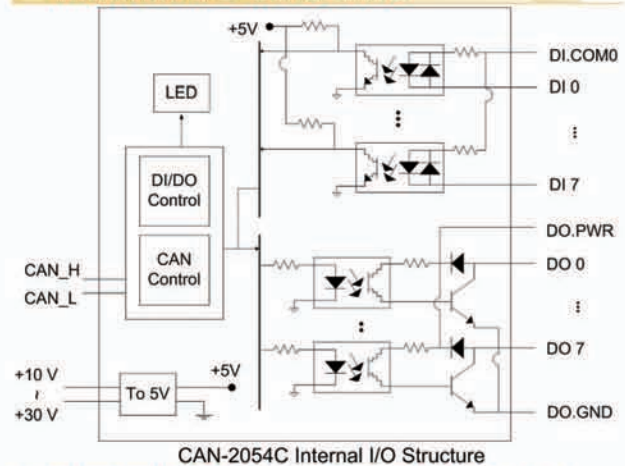 +5V
DI.COM0
DI 0
LED
DI/DO
Control
DI 7
DO.PWR
CAN
Control
CAN_H
CAN_L
DO 0
DO 7
+10 V
~
+30 V
To 5V
+5V
DO.GND
CAN-2054C Internal I/O Structure